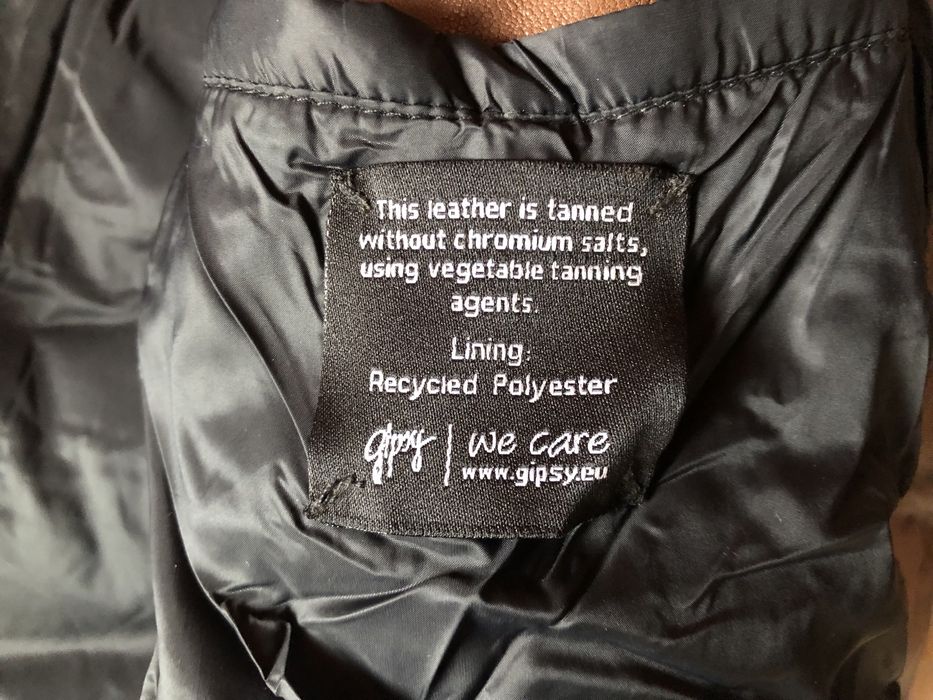 This leather is tanned
without chromium salts,
using vegetable tanning
agents.
Lining:
Recycled Polyester
gipsy | we care
www.gipsy.eu